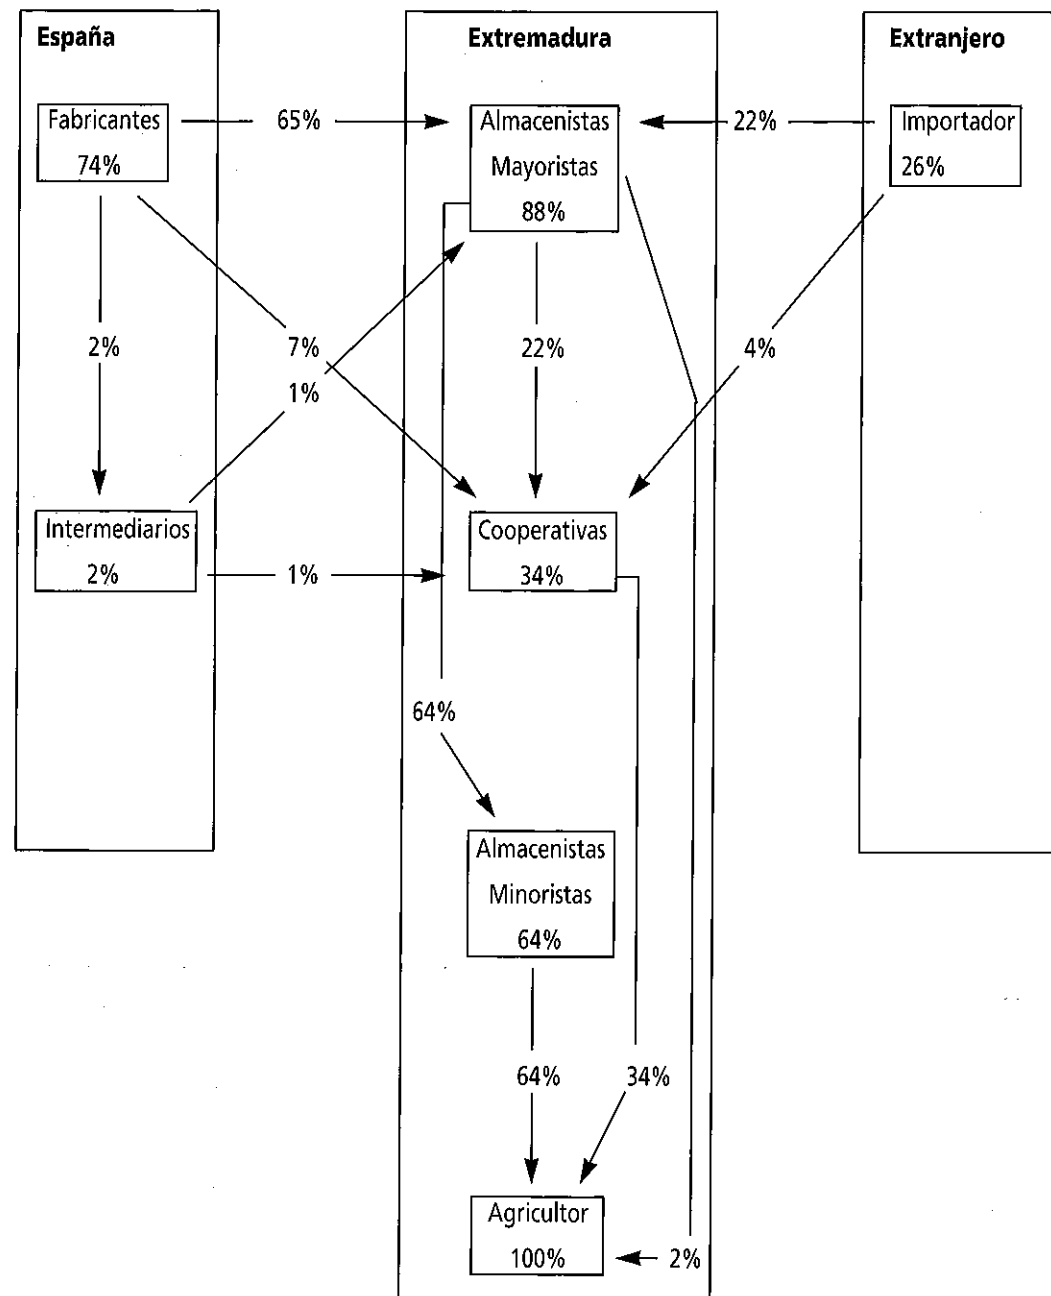 España
Extremadura
Extranjero
Fabricantes
74%
65%
Almacenistas
Mayoristas
88%
22%
Importador
26%
2%
7%
1%
22%
4%
Intermediarios
2%
1%
Cooperativas
34%
64%
Almacenistas
Minoristas
64%
64%
34%
Agricultor
100%
2%